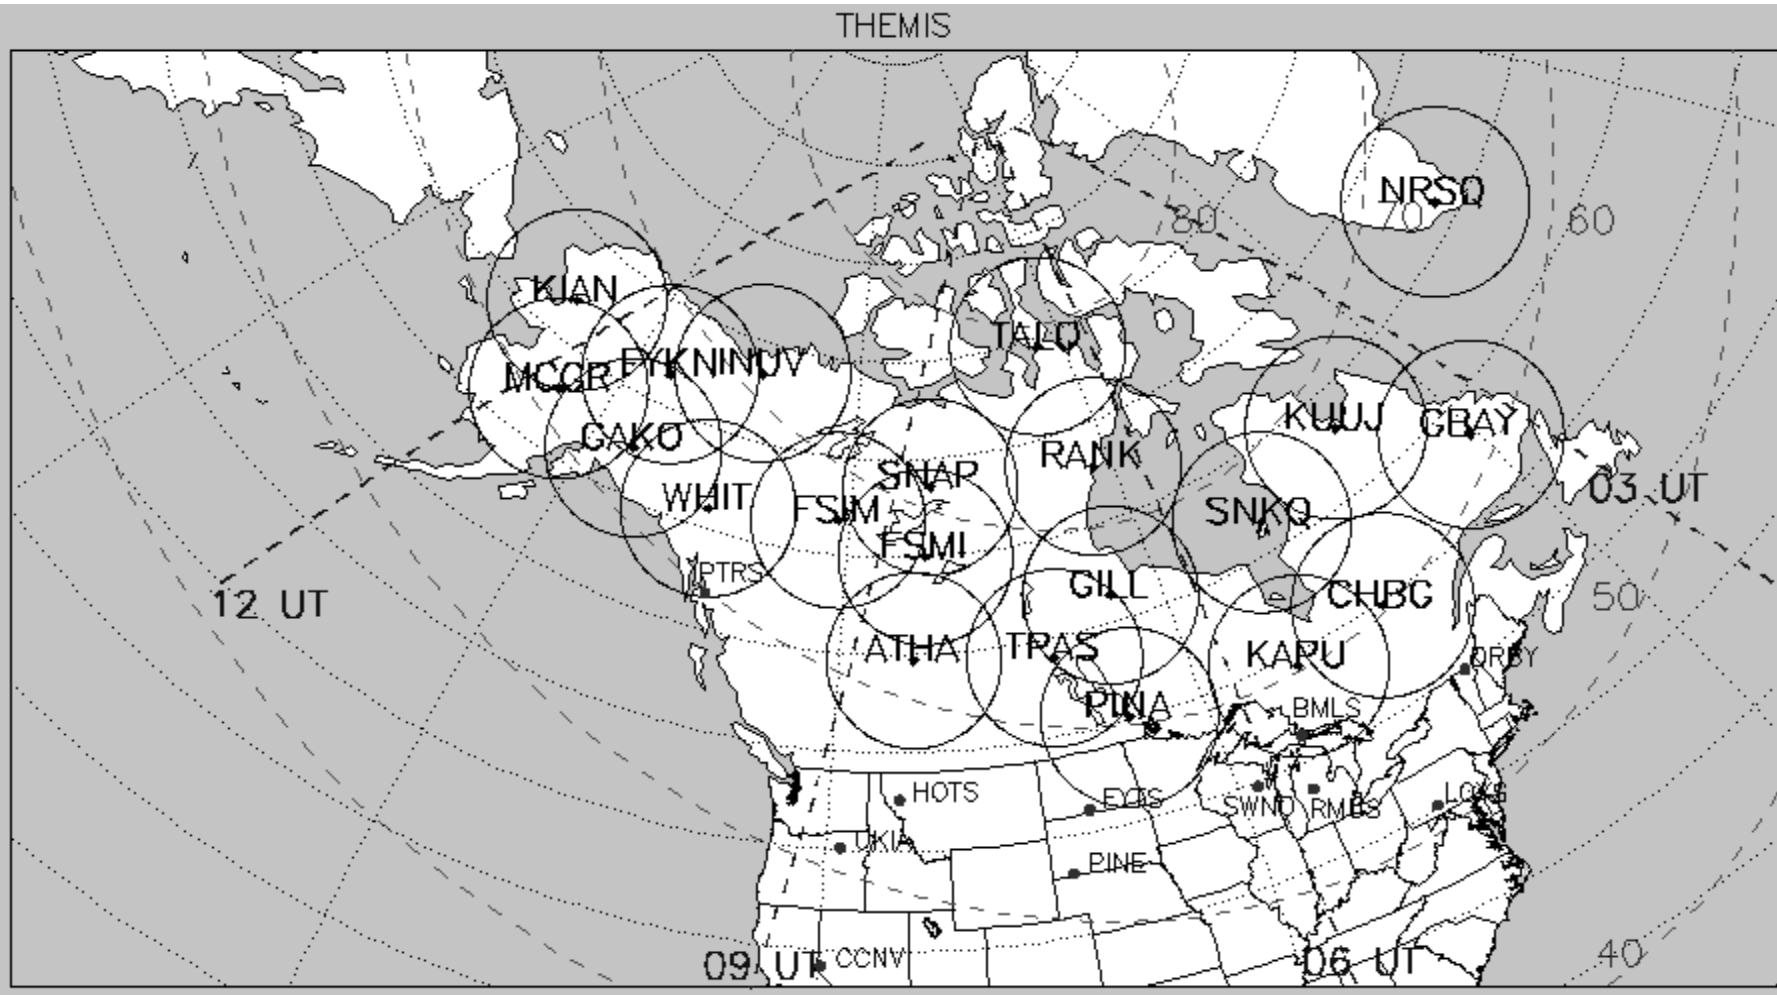 THEMIS
NRSQ
80
70
60
KIAN
TALO
MCGR
FYKN
INUV
KUUJ
GBAY
GAKO
RANK
SNAP
WHIT
FSIM
SNKQ
03 UT
FSMI
PTRS
GILL
CHBG
50
12 UT
ATHA
TPAS
KAPU
DRBY
PINA
BMLS
HOTS
FYTS
SWNO
RMUS
LOYS
UKIA
PINE
09 UT
CCNV
06 UT
40